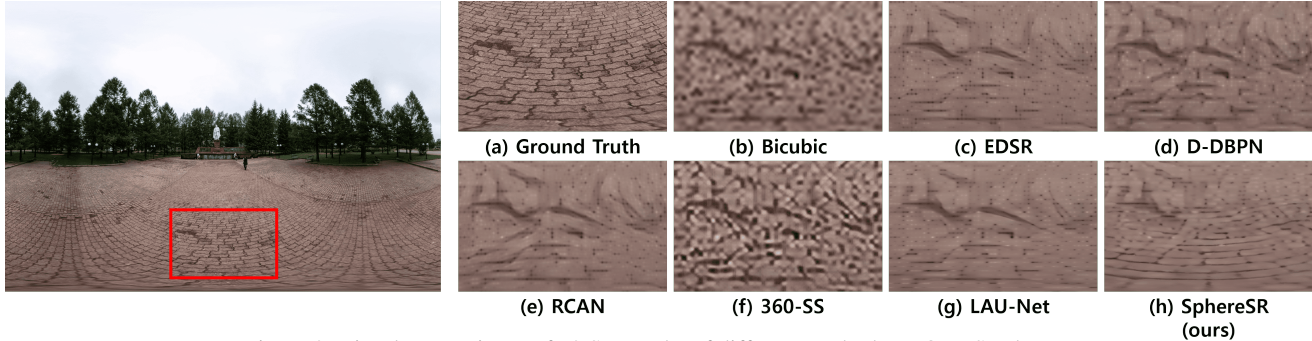 (a) Ground Truth
(b) Bicubic
(c) EDSR
(d) D-DBPN
(e) RCAN
(f) 360-SS
(g) LAU-Net
(h) SphereSR
(ours)